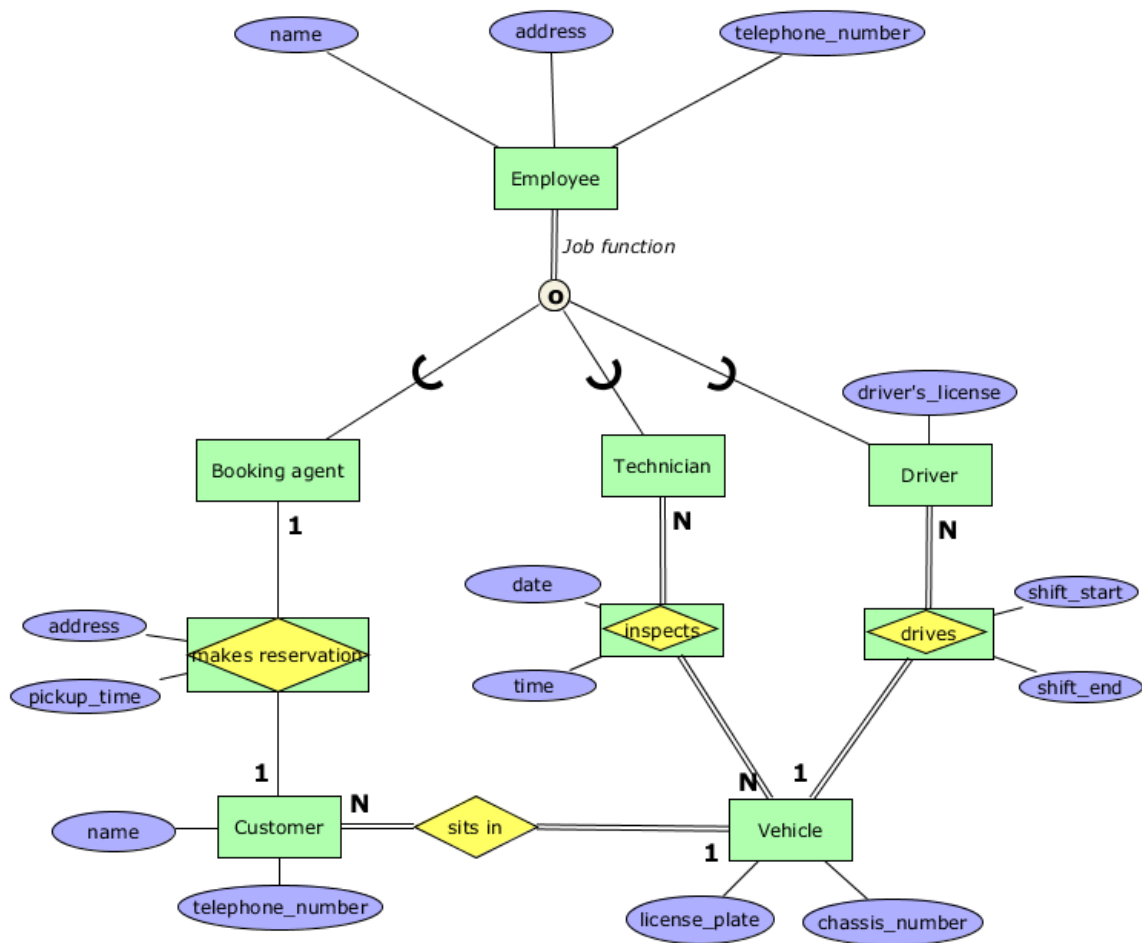 name
address
telephone_number
Employee
Job function
o
driver's_license
Booking agent
Technician
Driver
1
N
N
date
shift_start
address
inspects
drives
makes reservation
pickup_time
time
shift_end
1
N
N
1
name
Customer
sits in
Vehicle
1
telephone_number
license_plate
chassis_number